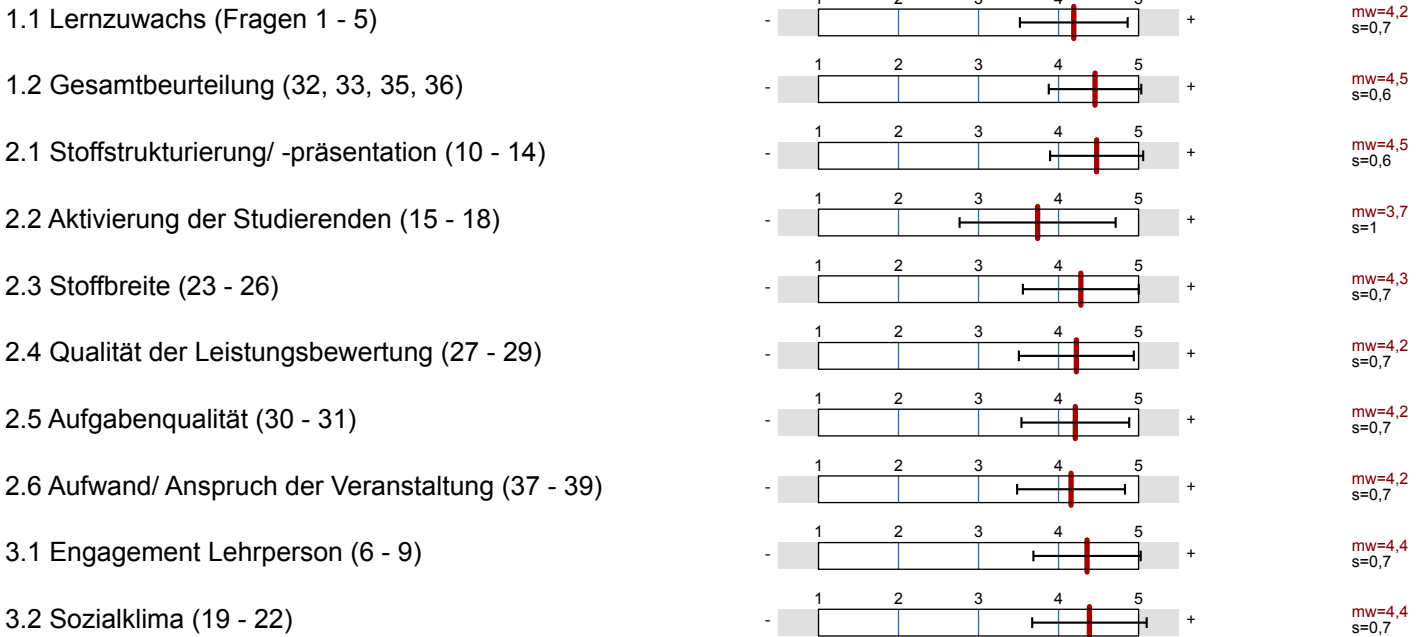 1.1 Lernzuwachs (Fragen 1 - 5)
1 2 3 4 5
- +
mw=4,2
s=0,7
1.2 Gesamtbeurteilung (32, 33, 35, 36)
1 2 3 4 5
- +
mw=4,5
s=0,6
2.1 Stoffstrukturierung/ -präsentation (10 - 14)
1 2 3 4 5
- +
mw=4,5
s=0,6
2.2 Aktivierung der Studierenden (15 - 18)
1 2 3 4 5
- +
mw=3,7
s=1
2.3 Stoffbreite (23 - 26)
1 2 3 4 5
- +
mw=4,3
s=0,7
2.4 Qualität der Leistungsbewertung (27 - 29)
1 2 3 4 5
- +
mw=4,2
s=0,7
2.5 Aufgabenqualität (30 - 31)
1 2 3 4 5
- +
mw=4,2
s=0,7
2.6 Aufwand/ Anspruch der Veranstaltung (37 - 39)
1 2 3 4 5
- +
mw=4,2
s=0,7
3.1 Engagement Lehrperson (6 - 9)
1 2 3 4 5
- +
mw=4,4
s=0,7
3.2 Sozialklima (19 - 22)
1 2 3 4 5
- +
mw=4,4
s=0,7